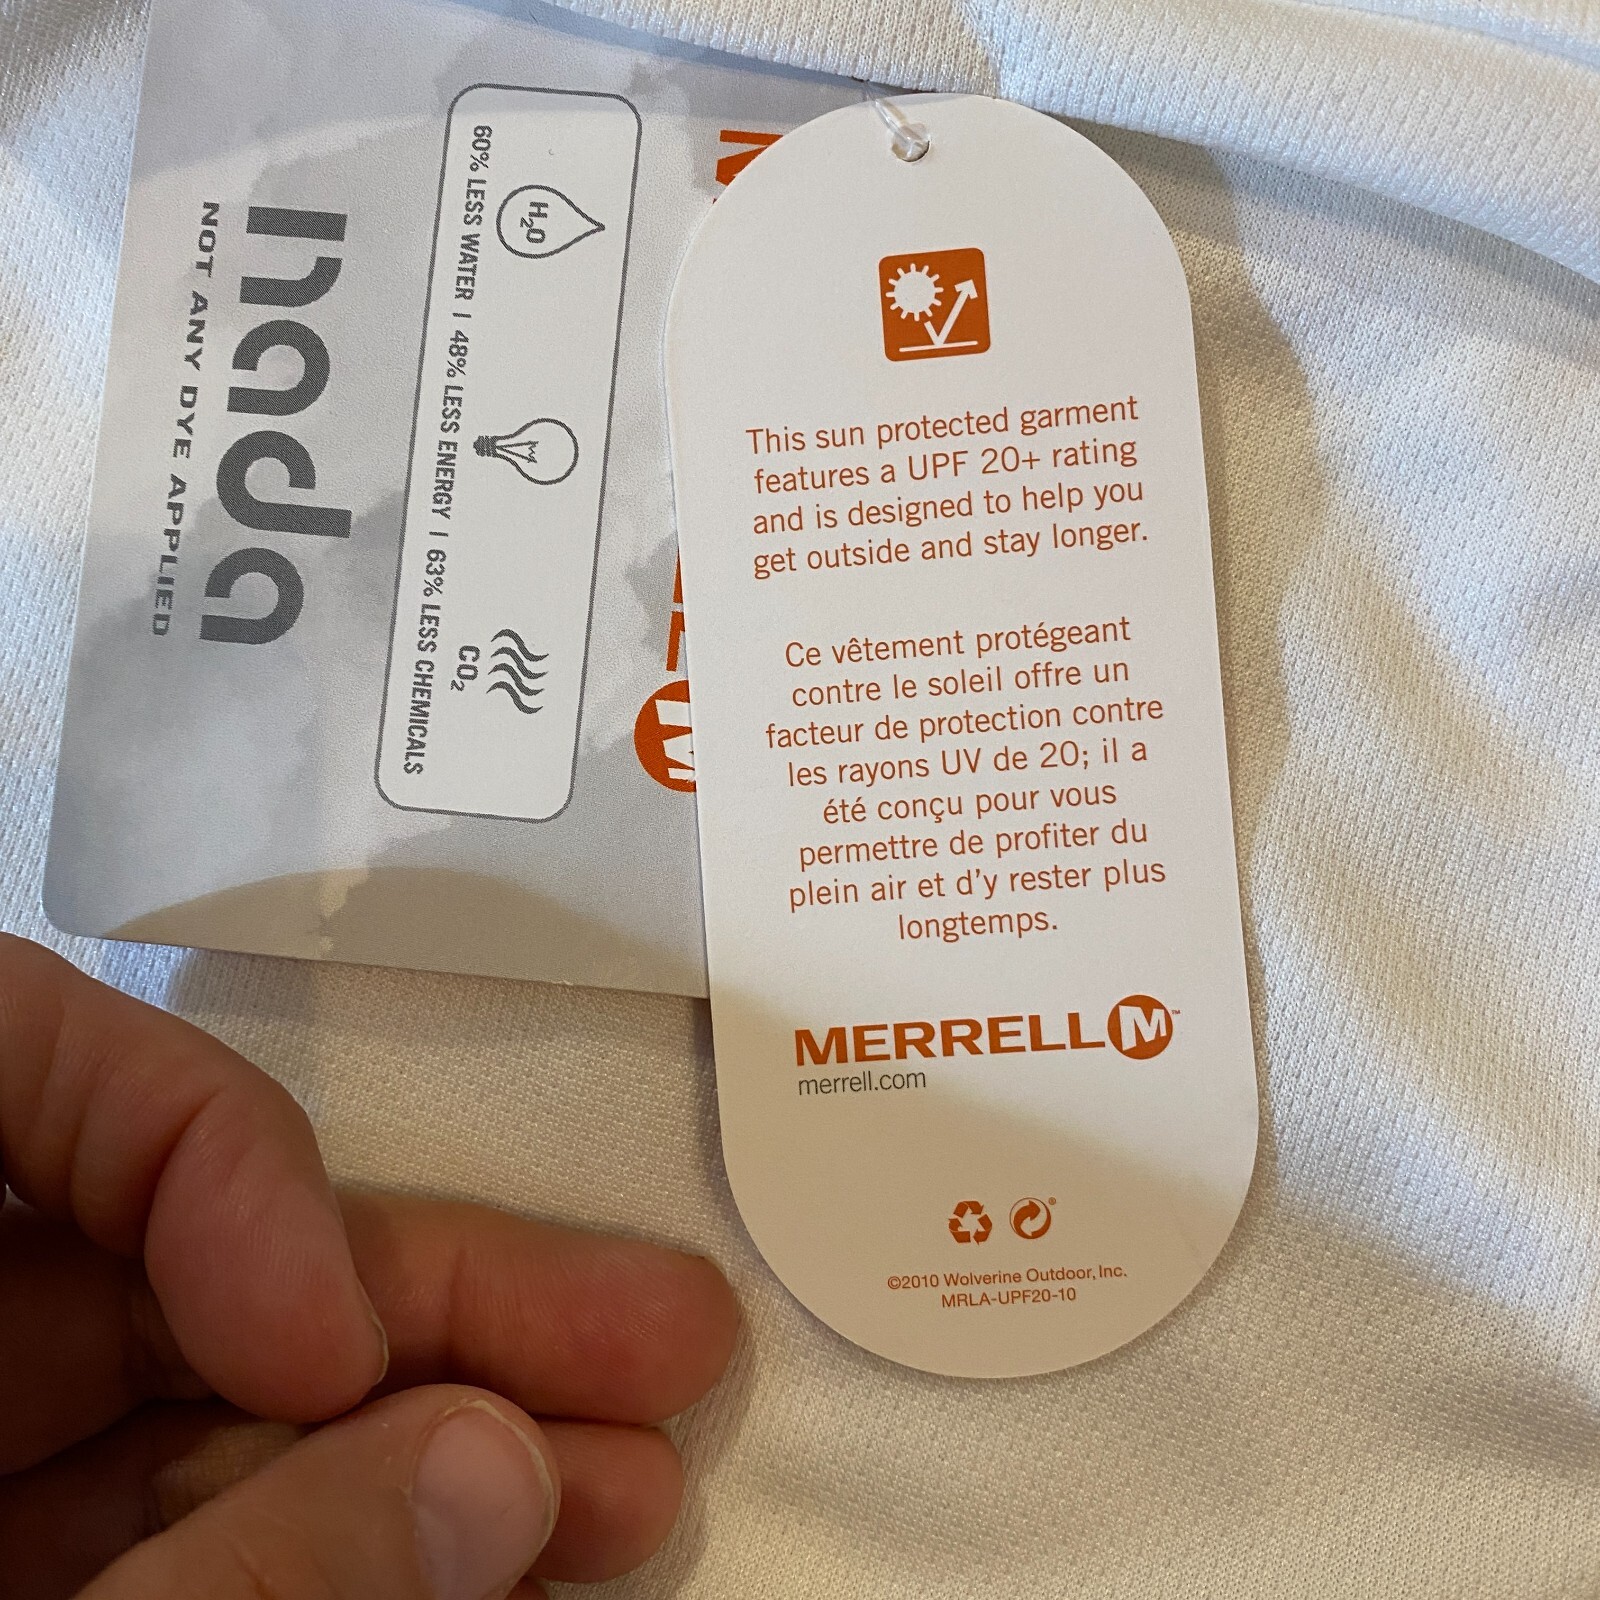 This sun protected garment
features a UPF 20+ rating
and is designed to help you
get outside and stay longer.
Ce vêtement protégeant
contre le soleil offre un
facteur de protection contre
les rayons UV de 20; il a
été conçu pour vous
permettre de profiter du
plein air et d'y rester plus
longtemps.
MERRELL M™
merrell.com
©2010 Wolverine Outdoor, Inc.
MRLA-UPF20-10
H₂O
CO₂
60% LESS WATER | 48% LESS ENERGY | 63% LESS CHEMICALS
nada
NOT ANY DYE APPLIED